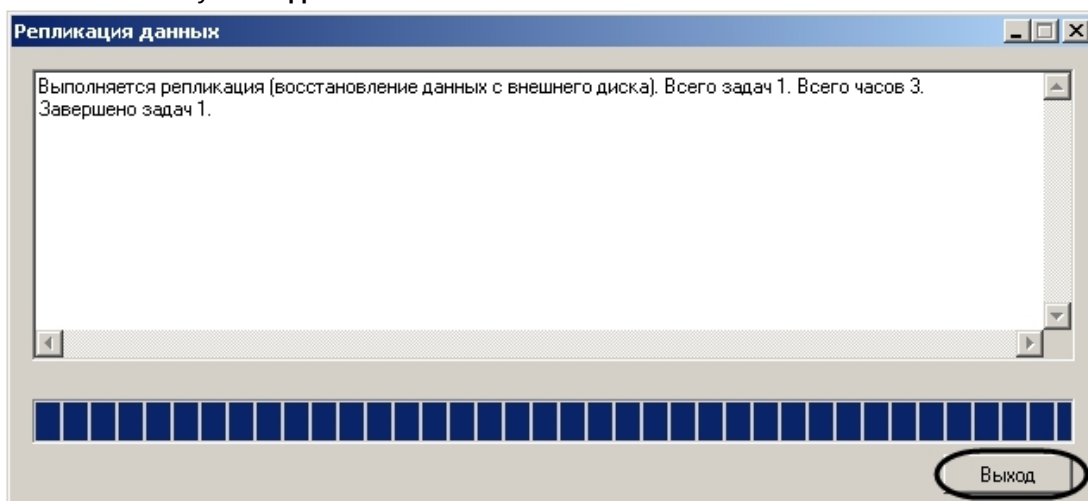 Репликация данных
Выполняется репликация (восстановление данных с внешнего диска). Всего задач 1. Всего часов 3.
Завершено задач 1.
Выход